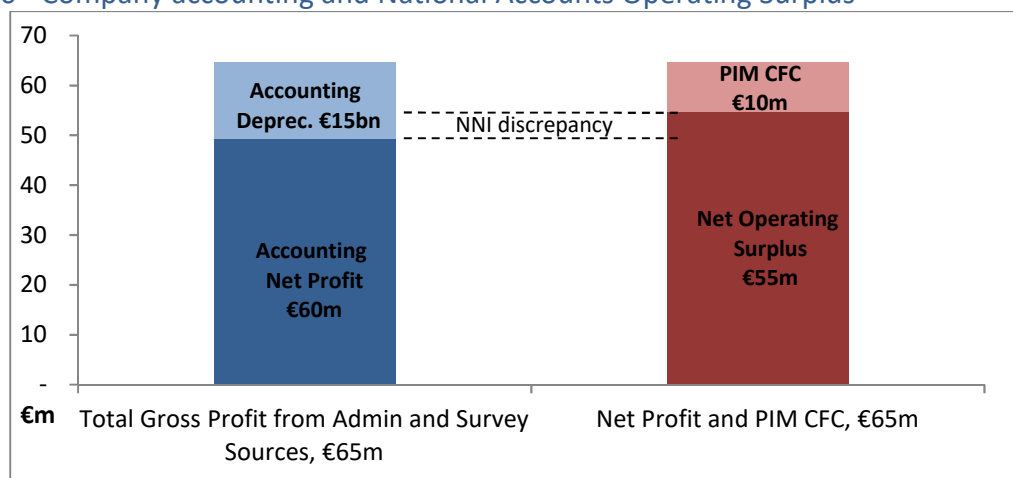 Company accounting and National Accounts Operating Surplus
70
60
50
40
30
20
10
-
€m
Accounting
Deprec. €15bn
NNI discrepancy
PIM CFC
€10m
Accounting
Net Profit
€60m
Net Operating
Surplus
€55m
Total Gross Profit from Admin and Survey
Sources, €65m
Net Profit and PIM CFC, €65m